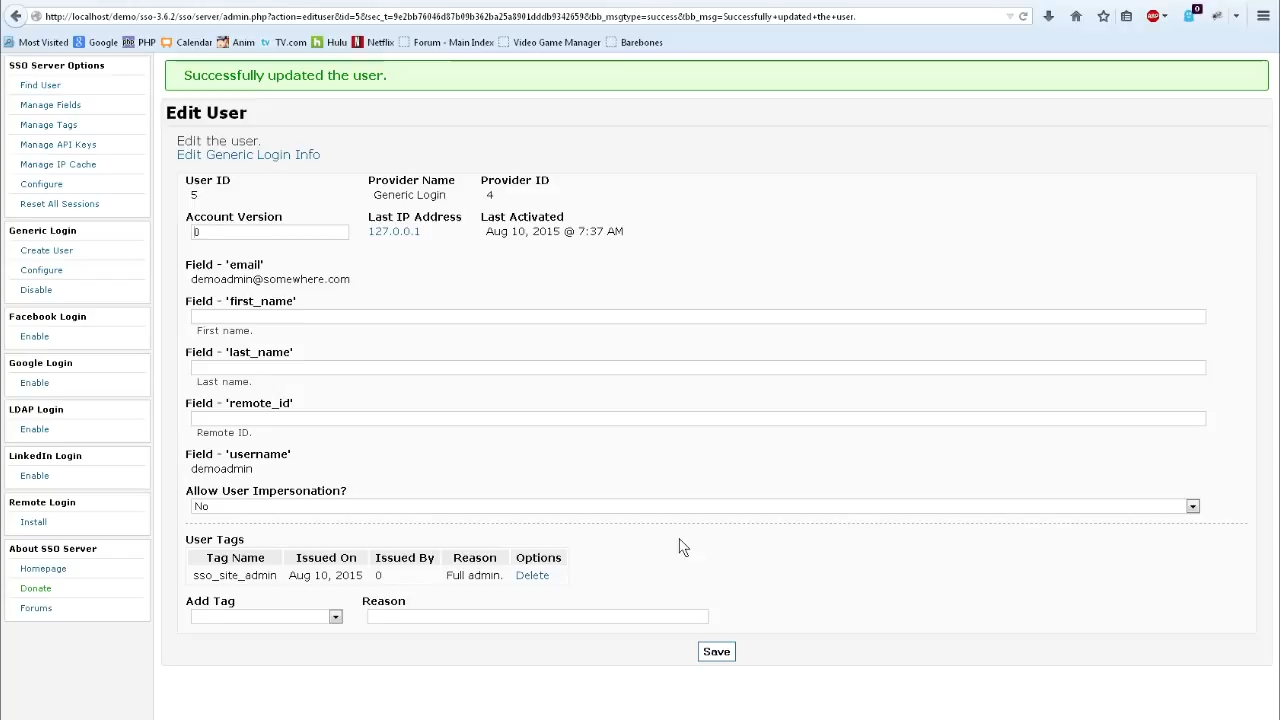 http://localhost/demo/sso-3.6.2/sso/server/admin.php?action=edituser&id=5&sec_t=9e2bb76046d87b09b362ba25a8901dddb9342659&bb_msgtype=success&bb_msg=Successfully+updated+the+user.
ABP
0
Most Visited Google PHP Calendar Anim TV.com Hulu Netflix Forum - Main Index Video Game Manager Barebones
SSO Server Options
Find User
Manage Fields
Manage Tags
Manage API Keys
Manage IP Cache
Configure
Reset All Sessions
Generic Login
Create User
Configure
Disable
Facebook Login
Enable
Google Login
Enable
LDAP Login
Enable
LinkedIn Login
Enable
Remote Login
Install
About SSO Server
Homepage
Donate
Forums
Successfully updated the user.
Edit User
Edit the user.
Edit Generic Login Info
User ID Provider Name Provider ID
5 Generic Login 4
Account Version Last IP Address Last Activated
0 127.0.0.1 Aug 10, 2015 @ 7:37 AM
Field - 'email'
demoadmin@somewhere.com
Field - 'first_name'
First name.
Field - 'last_name'
Last name.
Field - 'remote_id'
Remote ID.
Field - 'username'
demoadmin
Allow User Impersonation?
No
User Tags
Tag Name Issued On Issued By Reason Options
sso_site_admin Aug 10, 2015 0 Full admin. Delete
Add Tag Reason
Save